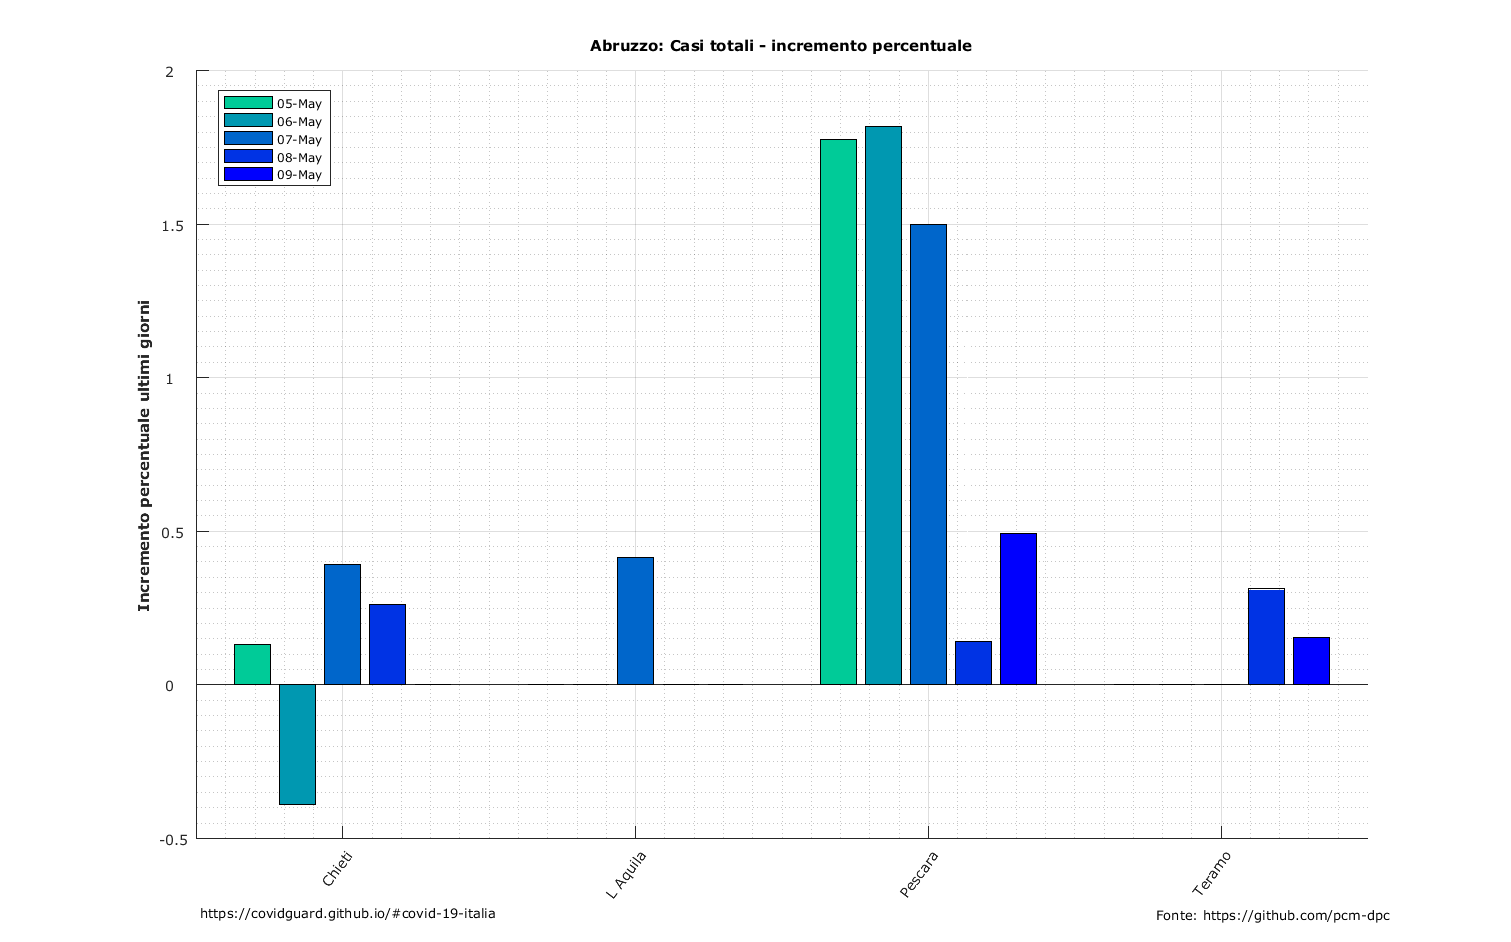 Abruzzo: Casi totali - incremento percentuale
05-May
06-May
07-May
08-May
09-May
Incremento percentuale ultimi giorni
2
1.5
1
0.5
0
-0.5
Chieti
L Aquila
Pescara
Teramo
https://covidguard.github.io/#covid-19-italia
Fonte: https://github.com/pcm-dpc